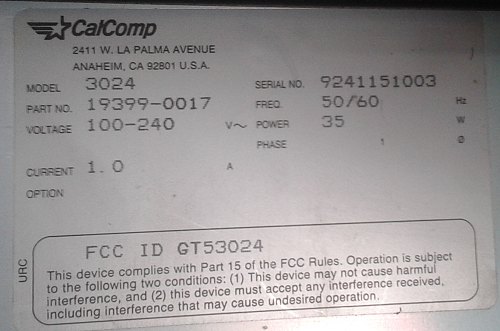 CalComp
2411 W. LA PALMA AVENUE
ANAHEIM, CA 92801 U.S.A.
MODEL 3024 SERIAL NO. 9241151003
PART NO. 19399-0017 FREQ. 50/60 Hz
VOLTAGE 100-240 V~ POWER 35 W
PHASE 1 Ø
CURRENT 1.0 A
OPTION
URC
FCC ID GT53024
This device complies with Part 15 of the FCC Rules. Operation is subject
to the following two conditions: (1) This device may not cause harmful
interference, and (2) this device must accept any interference received,
including interference that may cause undesired operation.